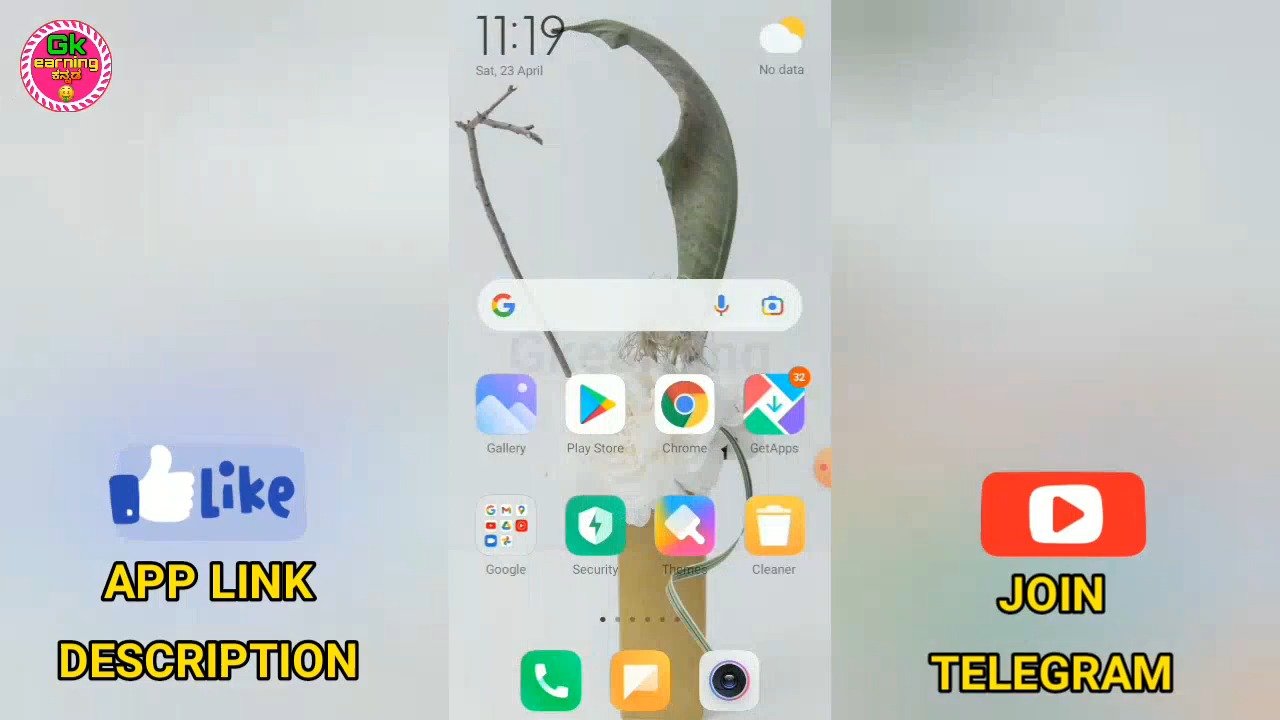 Gk
earning
ಕನ್ನಡ
11:19
Sat, 23 April
No data
Gkearning
32
Gallery
Play Store
Chrome
GetApps
Google
Security
Themes
Cleaner
Like
APP LINK
DESCRIPTION
JOIN
TELEGRAM